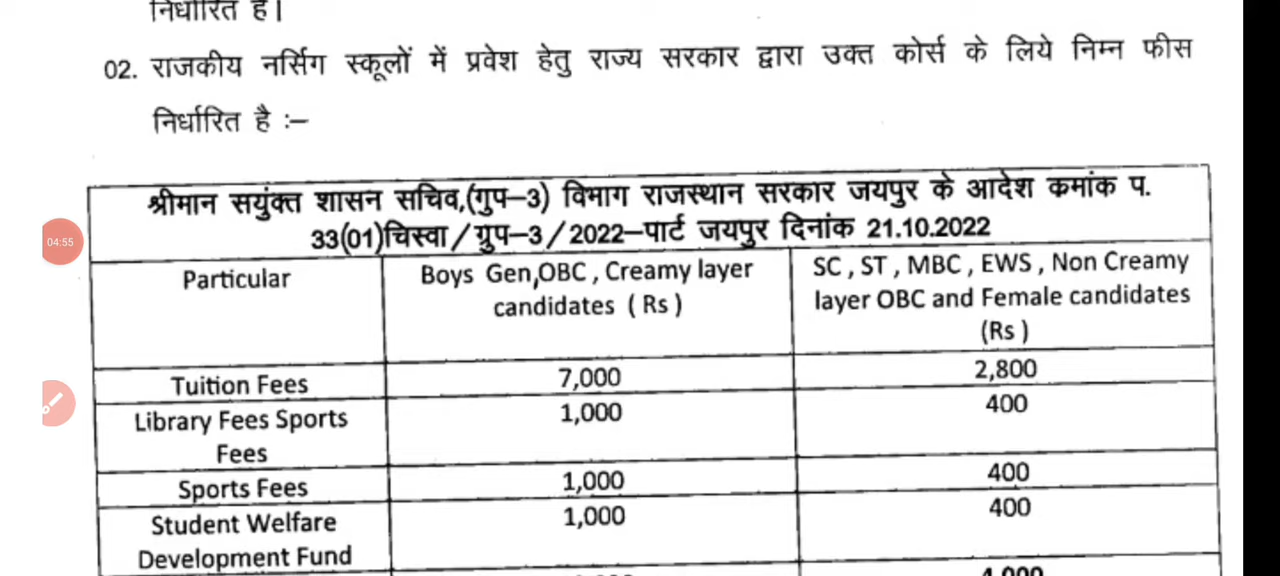 निर्धारित है।
02. राजकीय नर्सिग स्कूलों में प्रवेश हेतु राज्य सरकार द्वारा उक्त कोर्स के लिये निम्न फीस
निर्धारित है :–
श्रीमान सयुंक्त शासन सचिव,(गुप–3) विभाग राजस्थान सरकार जयपुर के आदेश कमांक प.
33(01)चिस्वा/ग्रुप–3/2022–पार्ट जयपुर दिनांक 21.10.2022
Particular
Boys Gen,OBC , Creamy layer
candidates ( Rs )
SC , ST , MBC , EWS , Non Creamy
layer OBC and Female candidates
(Rs )
Tuition Fees
7,000
2,800
Library Fees Sports
Fees
1,000
400
Sports Fees
1,000
400
Student Welfare
Development Fund
1,000
400
4,000
04:55